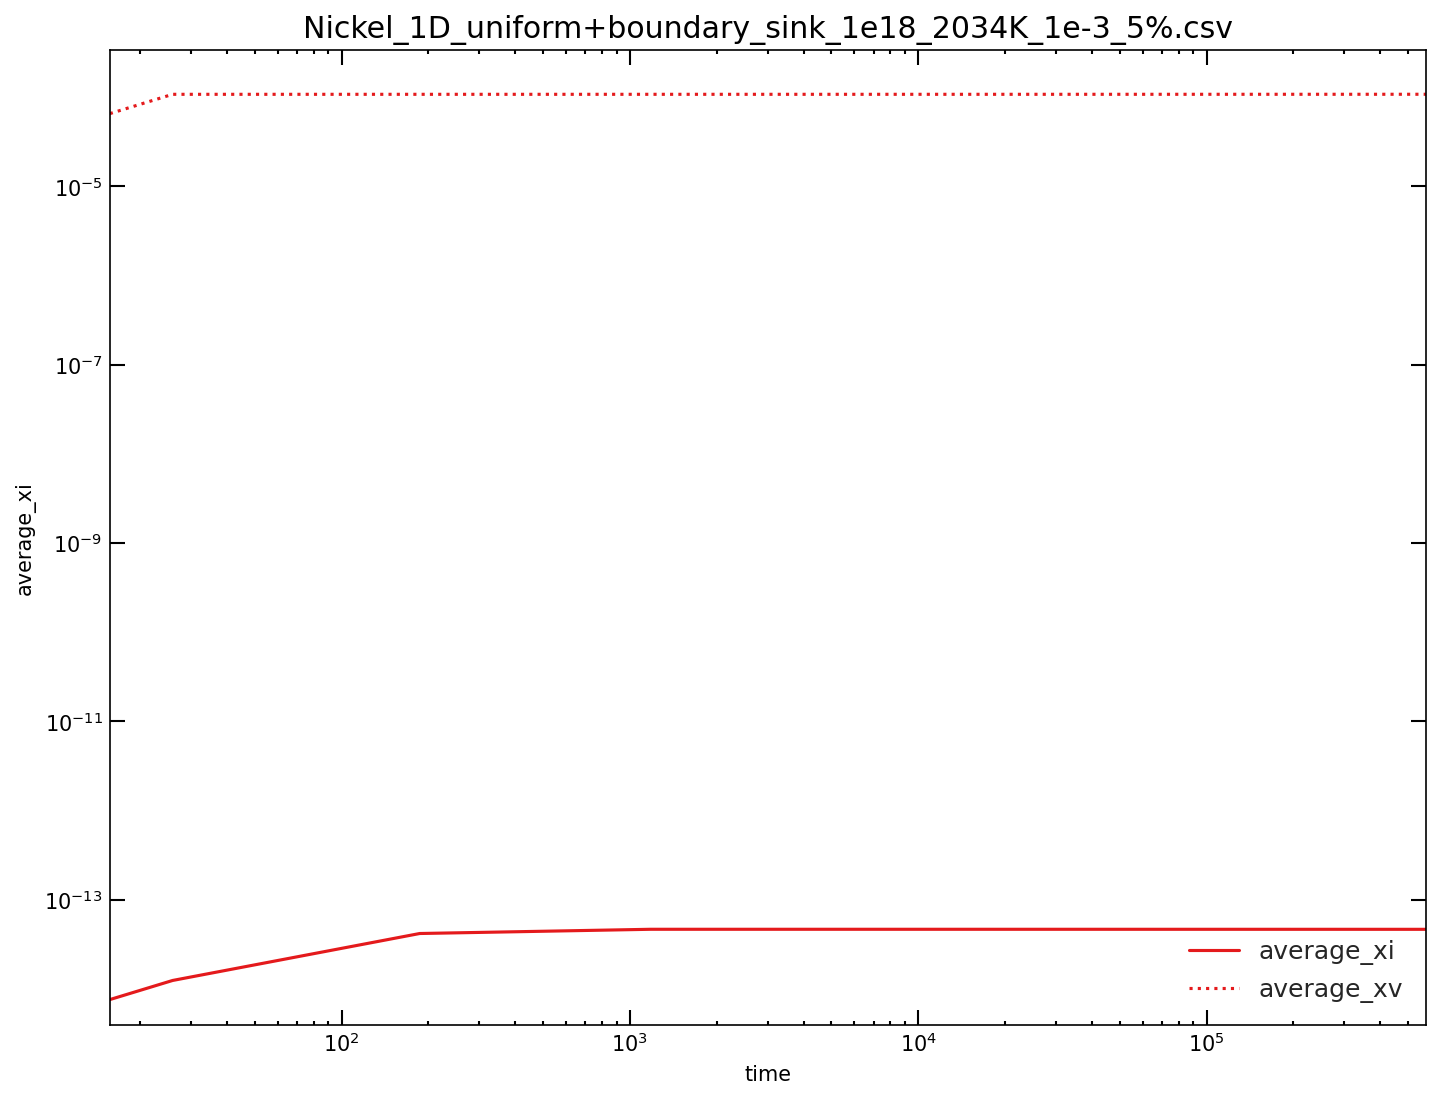 Nickel_1D_uniform+boundary_sink_1e18_2034K_1e-3_5%.csv
10⁻⁵
10⁻⁷
10⁻⁹
10⁻¹¹
10⁻¹³
average_xi
average_xi
average_xv
10² 10³ 10⁴ 10⁵
time